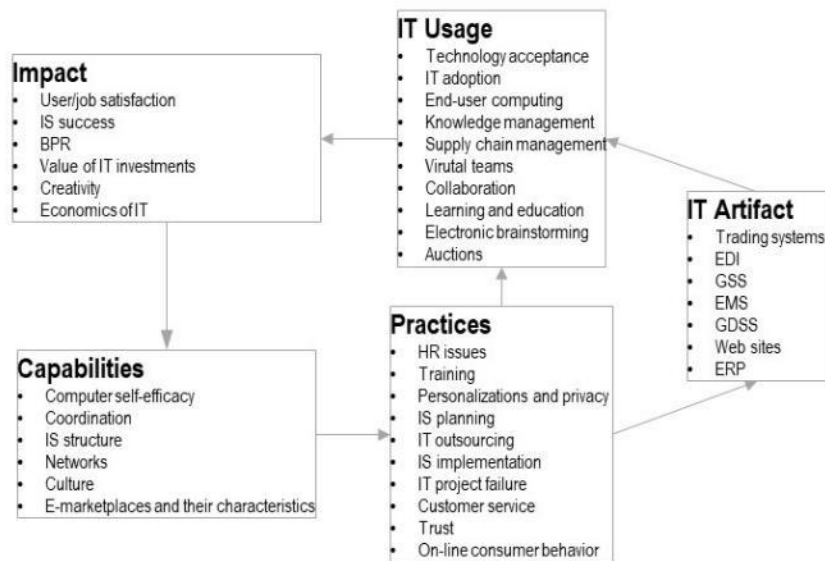 IT Usage
• Technology acceptance
• IT adoption
• End-user computing
• Knowledge management
• Supply chain management
• Virutal teams
• Collaboration
• Learning and education
• Electronic brainstorming
• Auctions
Impact
• User/job satisfaction
• IS success
• BPR
• Value of IT investments
• Creativity
• Economics of IT
IT Artifact
• Trading systems
• EDI
• GSS
• EMS
• GDSS
• Web sites
• ERP
Capabilities
• Computer self-efficacy
• Coordination
• IS structure
• Networks
• Culture
• E-marketplaces and their characteristics
Practices
• HR issues
• Training
• Personalizations and privacy
• IS planning
• IT outsourcing
• IS implementation
• IT project failure
• Customer service
• Trust
• On-line consumer behavior